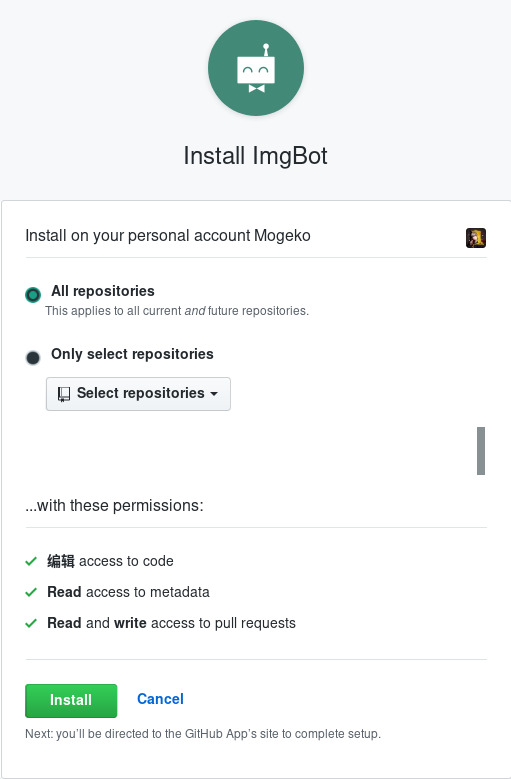 Install ImgBot
Install on your personal account Mogeko
All repositories
This applies to all current and future repositories.
Only select repositories
Select repositories
...with these permissions:
编辑 access to code
Read access to metadata
Read and write access to pull requests
Install Cancel
Next: you'll be directed to the GitHub App's site to complete setup.